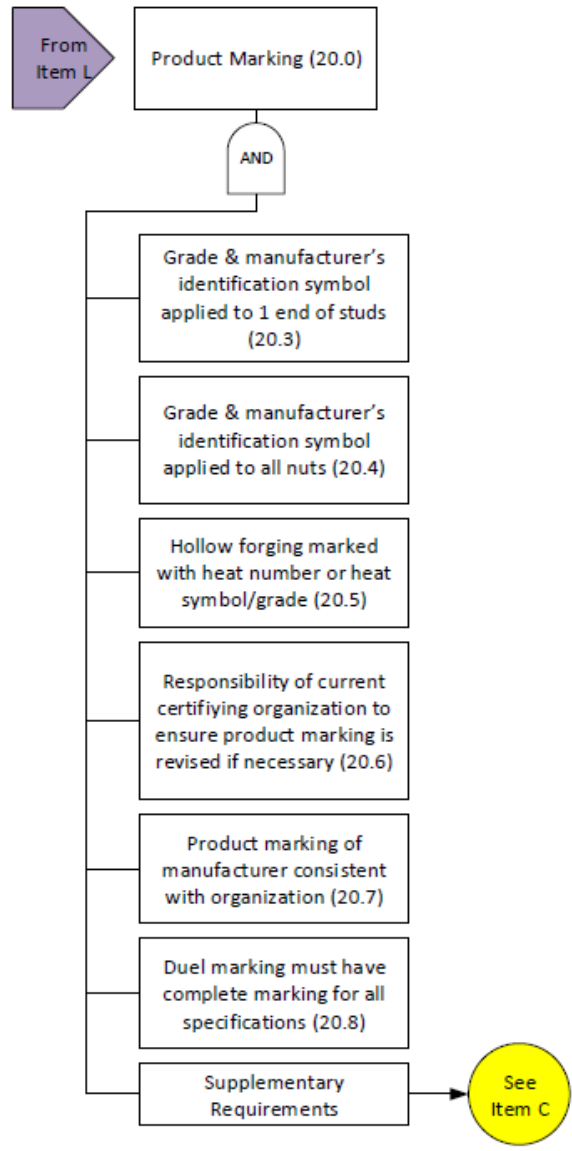 From
Item L
Product Marking (20.0)
AND
Grade & manufacturer's
identification symbol
applied to 1 end of studs
(20.3)
Grade & manufacturer's
identification symbol
applied to all nuts (20.4)
Hollow forging marked
with heat number or heat
symbol/grade (20.5)
Responsibility of current
certifiying organization to
ensure product marking is
revised if necessary (20.6)
Product marking of
manufacturer consistent
with organization (20.7)
Duel marking must have
complete marking for all
specifications (20.8)
Supplementary
Requirements
See
Item C